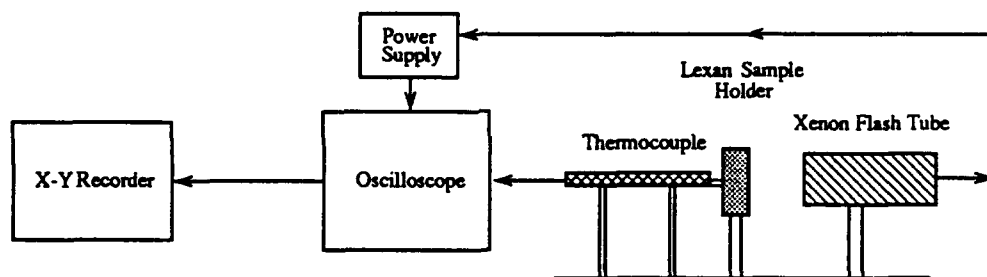 Power
Supply
Lexan Sample
Holder
Xenon Flash Tube
Thermocouple
X-Y Recorder
Oscilloscope